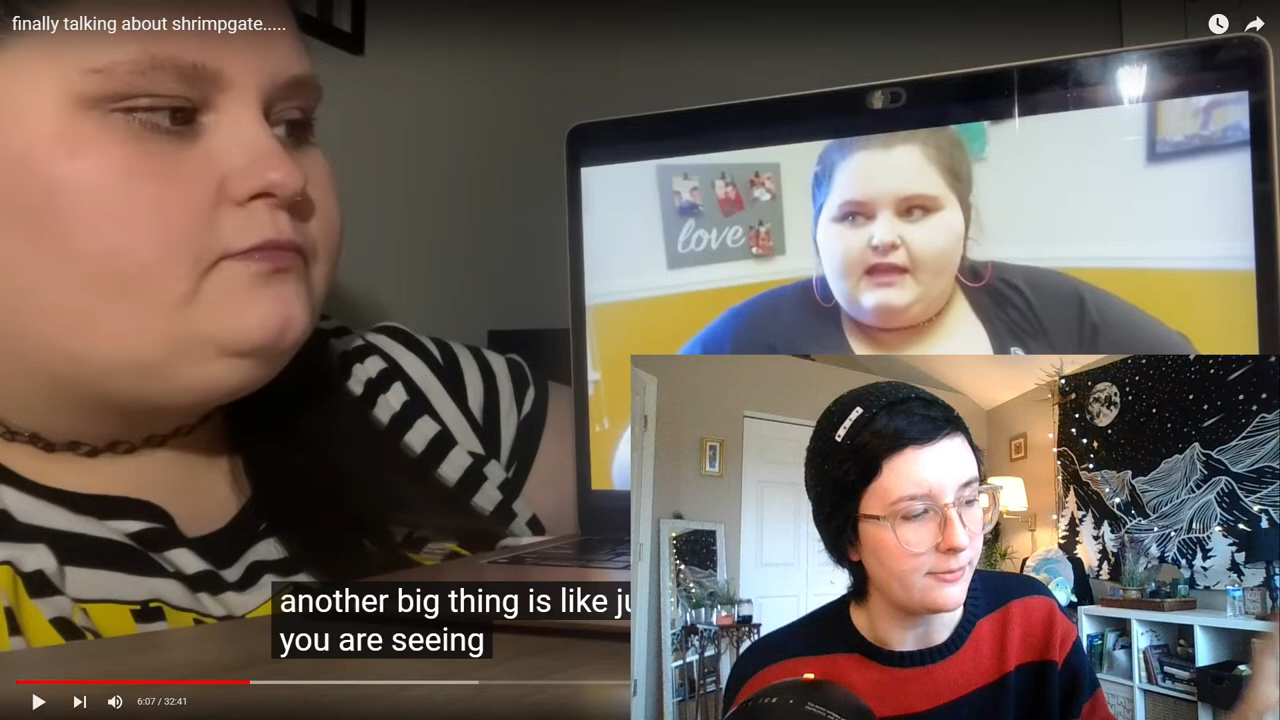 finally talking about shrimpgate.....
love
another big thing is like ju
you are seeing
6:07 / 32:41